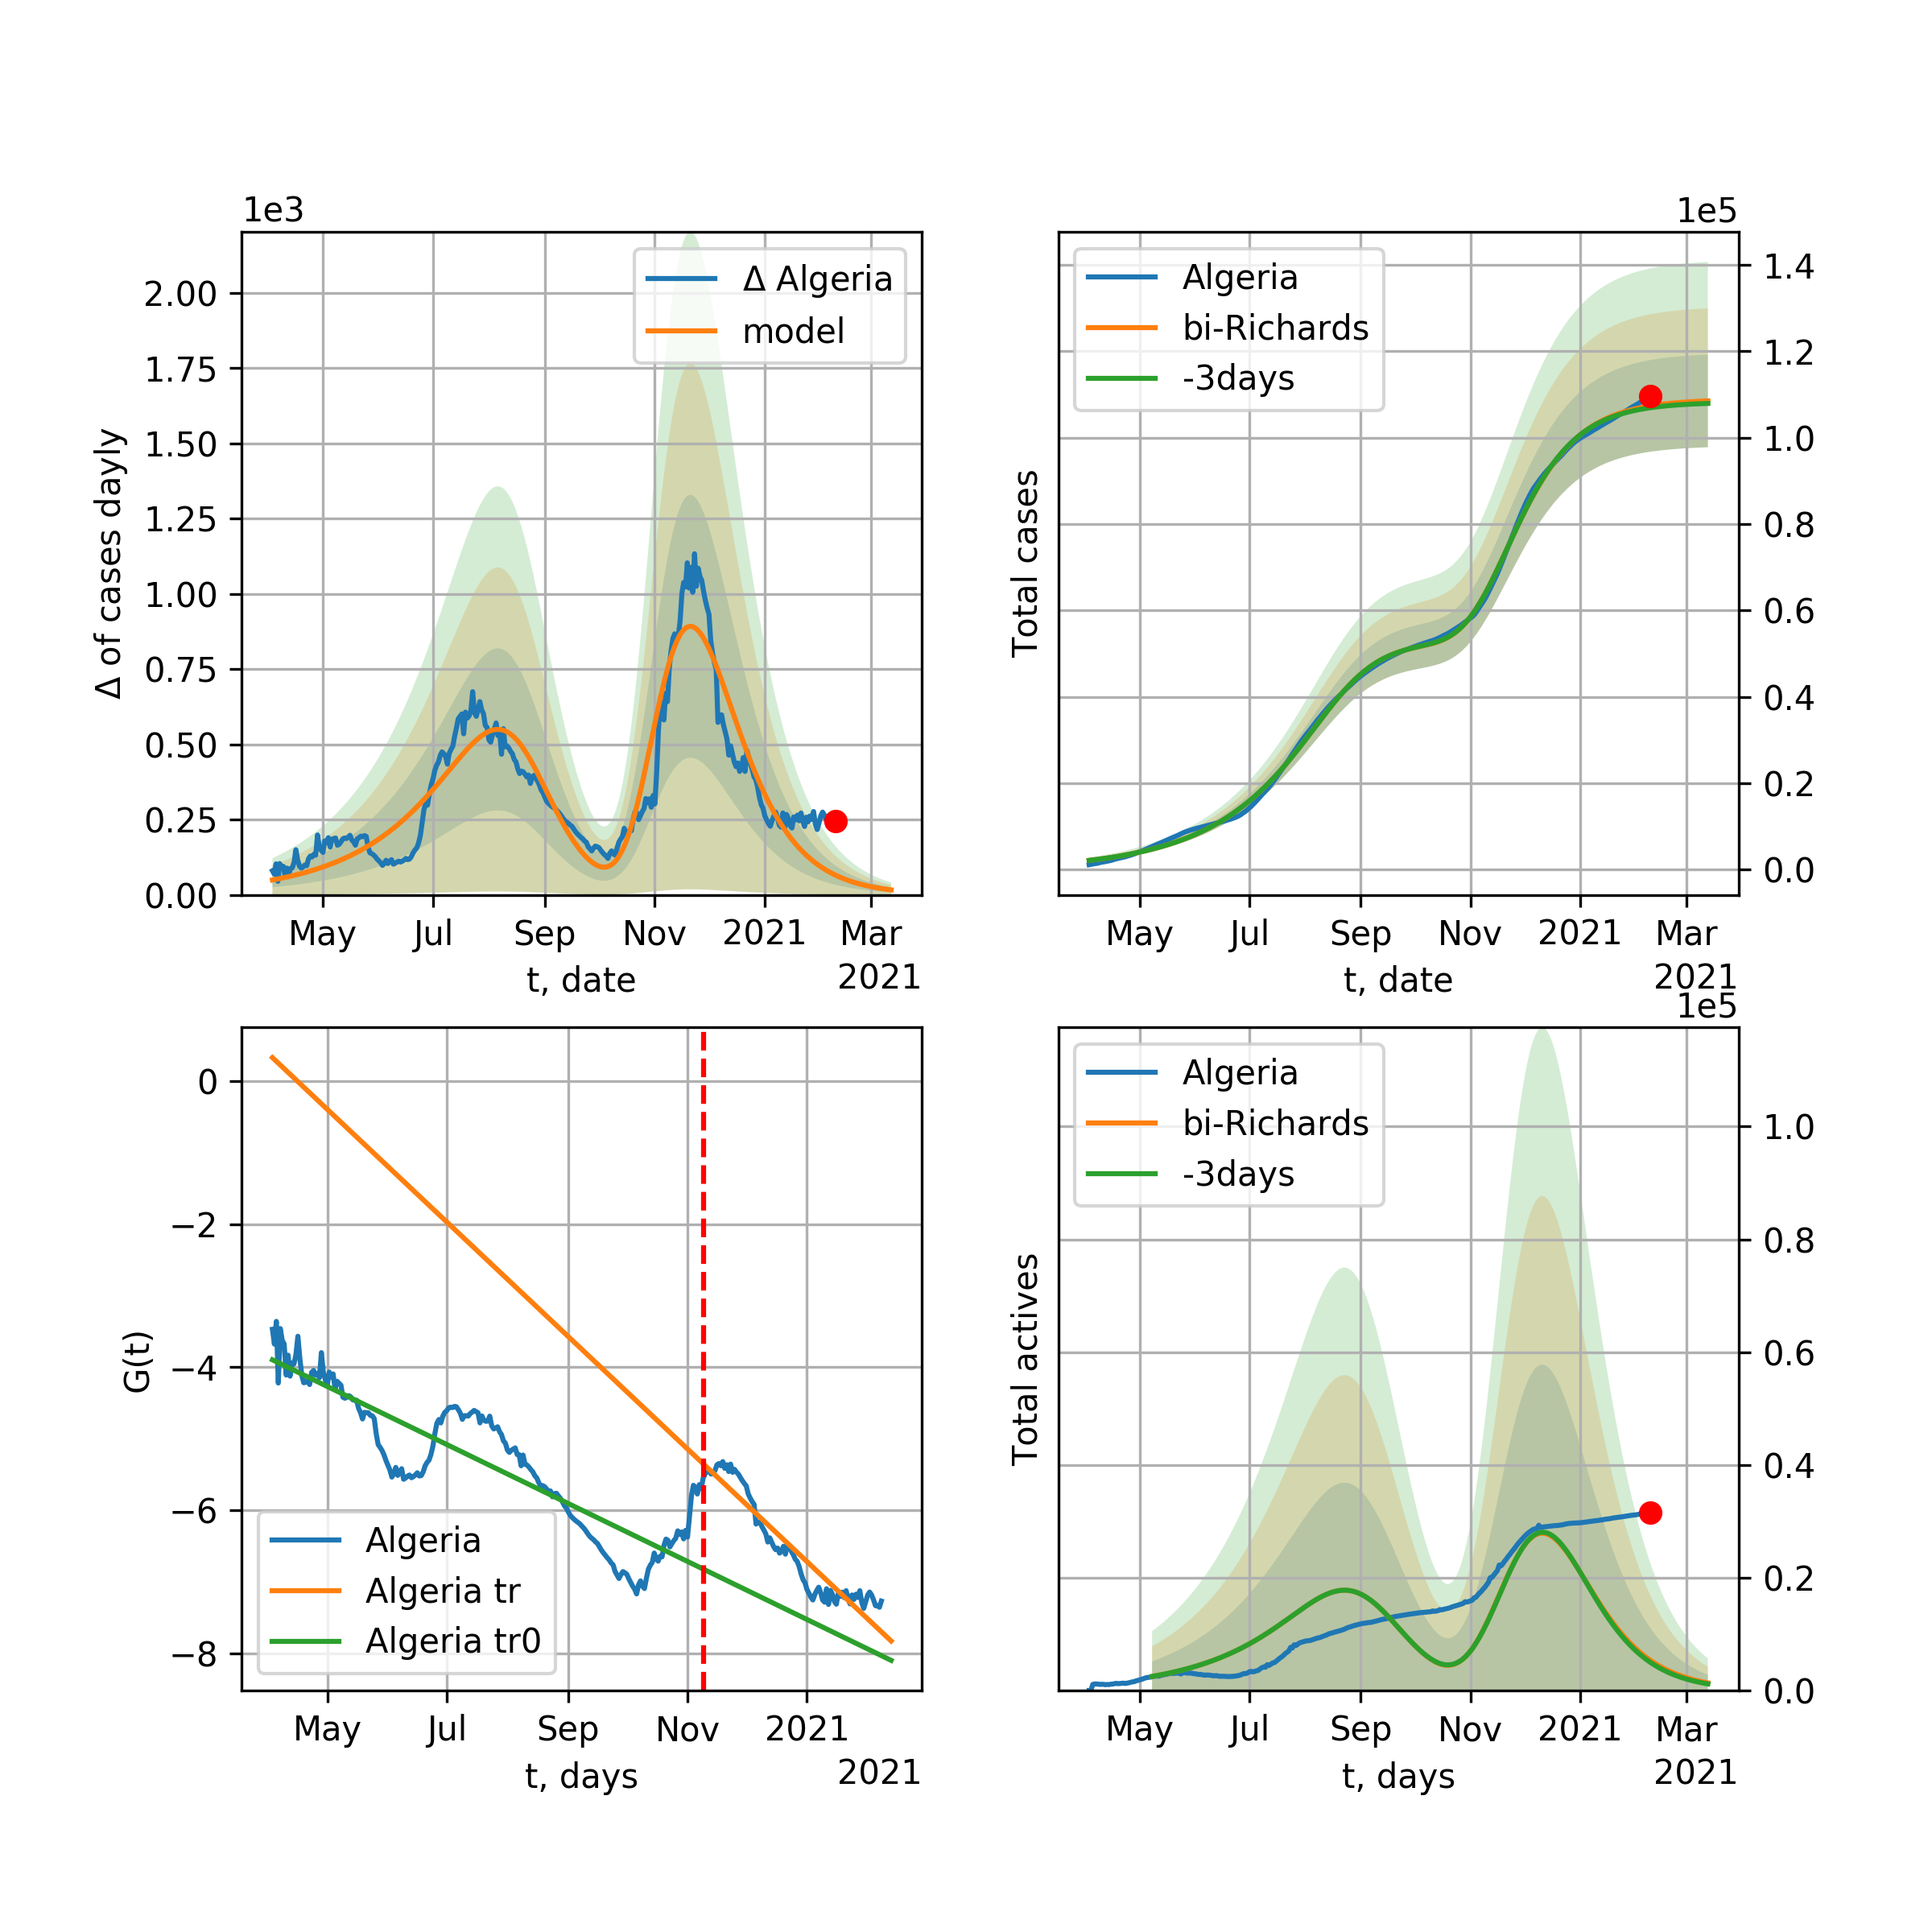 1e3
Δ of cases dayly
2.00
1.75
1.50
1.25
1.00
0.75
0.50
0.25
0.00
Δ Algeria
model
May Jul Sep Nov 2021 Mar
t, date
2021
1e5
Total cases
Algeria
bi-Richards
-3days
1.4
1.2
1.0
0.8
0.6
0.4
0.2
0.0
May Jul Sep Nov 2021 Mar
t, date
2021
G(t)
0
−2
−4
−6
−8
Algeria
Algeria tr
Algeria tr0
May Jul Sep Nov 2021
t, days
2021
1e5
Total actives
Algeria
bi-Richards
-3days
1.0
0.8
0.6
0.4
0.2
0.0
May Jul Sep Nov 2021 Mar
t, days
2021